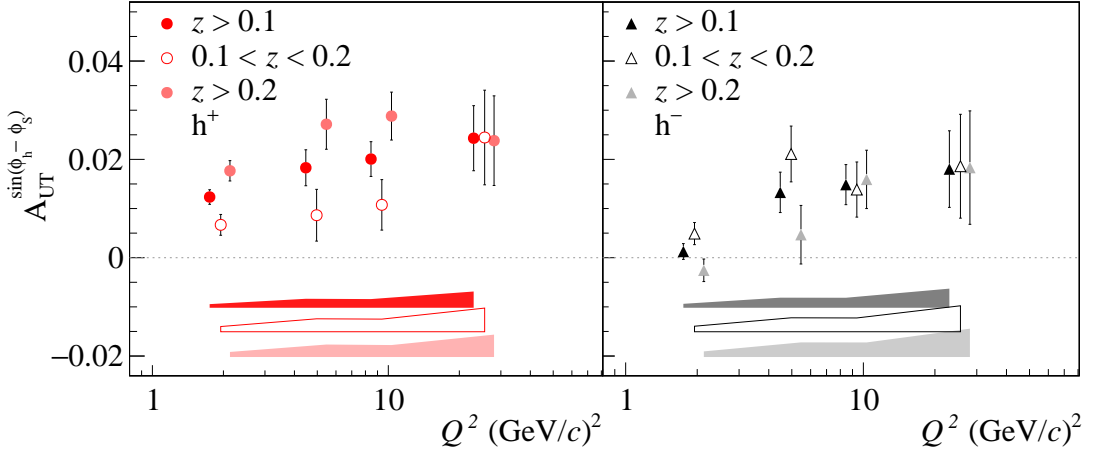 A_UT^sin(ϕ_h − ϕ_S)
0.04
0.02
0
−0.02
z > 0.1
0.1 < z < 0.2
z > 0.2
h⁺
1
10
Q² (GeV/c)²
z > 0.1
0.1 < z < 0.2
z > 0.2
h⁻
1
10
Q² (GeV/c)²